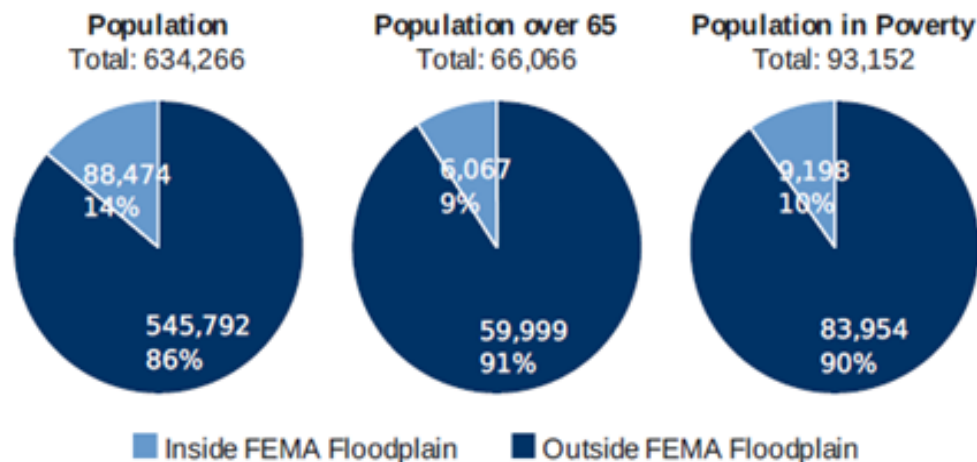 Population
Total: 634,266
88,474
14%
545,792
86%
Population over 65
Total: 66,066
6,067
9%
59,999
91%
Population in Poverty
Total: 93,152
9,198
10%
83,954
90%
Inside FEMA Floodplain
Outside FEMA Floodplain